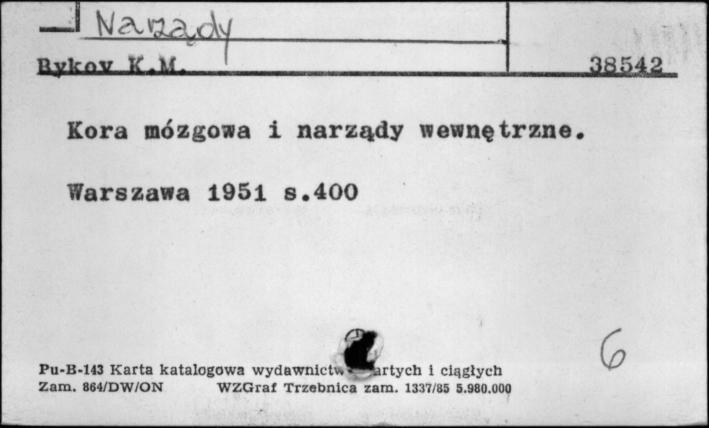 Narządy
Bykov K.M. 38542
Kora mózgowa i narządy wewnętrzne.
Warszawa 1951 s.400
6
Pu-B-143 Karta katalogowa wydawnictw artych i ciągłych
Zam. 864/DW/ON WZGraf Trzebnica zam. 1337/85 5.980.000